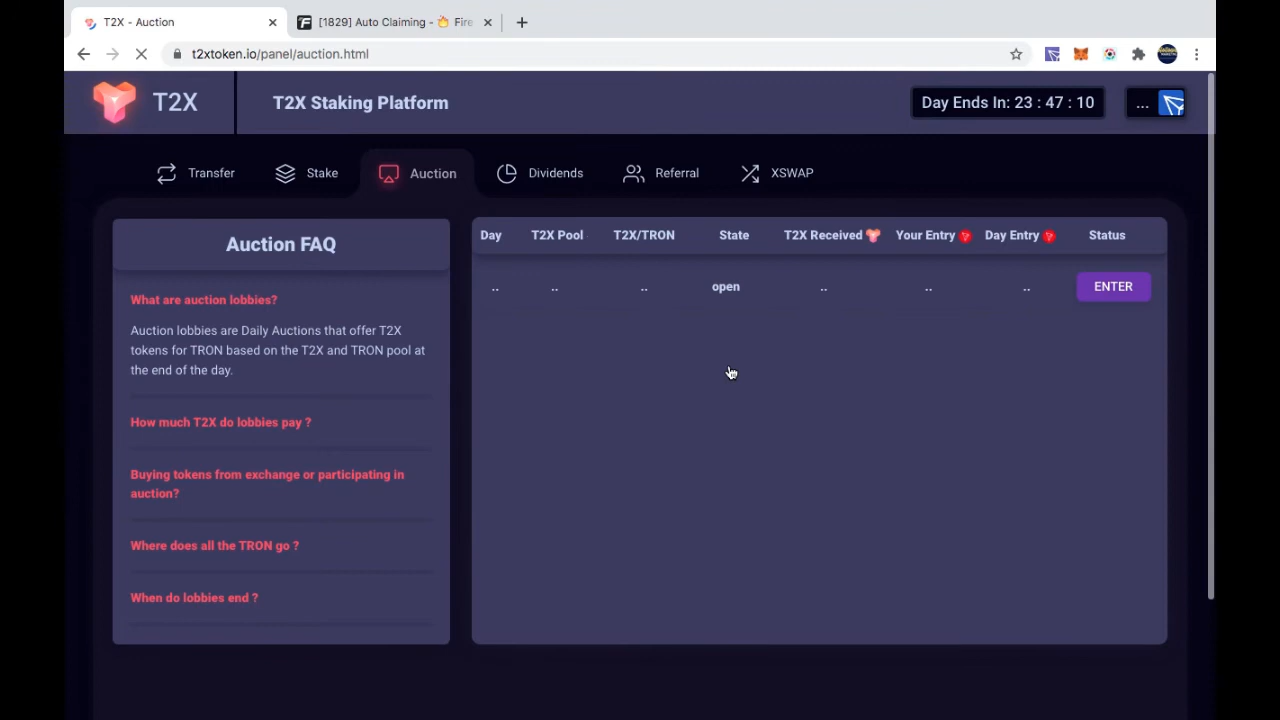 T2X - Auction
[1829] Auto Claiming - 🔥 Fire
t2xtoken.io/panel/auction.html
T2X
T2X Staking Platform
Day Ends In: 23 : 47 : 10
...
Transfer
Stake
Auction
Dividends
Referral
XSWAP
Auction FAQ
What are auction lobbies?
Auction lobbies are Daily Auctions that offer T2X
tokens for TRON based on the T2X and TRON pool at
the end of the day.
How much T2X do lobbies pay ?
Buying tokens from exchange or participating in
auction?
Where does all the TRON go ?
When do lobbies end ?
Day T2X Pool T2X/TRON State T2X Received Your Entry Day Entry Status
.. .. .. open .. .. .. ENTER